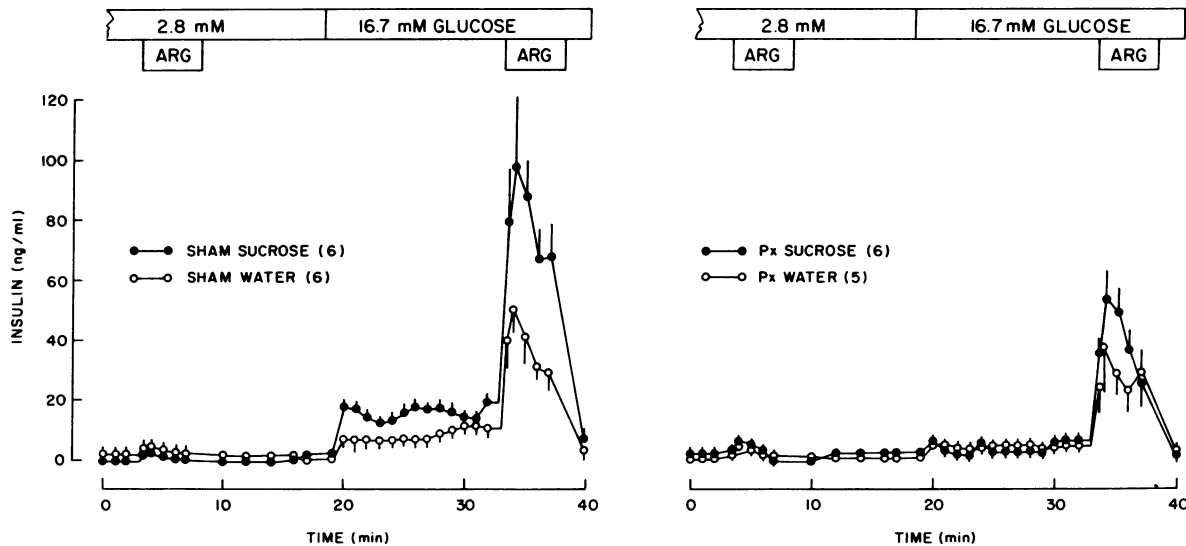 2.8 mM 16.7 mM GLUCOSE
ARG ARG
120
100
80
60
40
20
0
INSULIN (ng/ml)
SHAM SUCROSE (6)
SHAM WATER (6)
0 10 20 30 40
TIME (min)
2.8 mM 16.7 mM GLUCOSE
ARG ARG
Px SUCROSE (6)
Px WATER (5)
0 10 20 30 40
TIME (min)